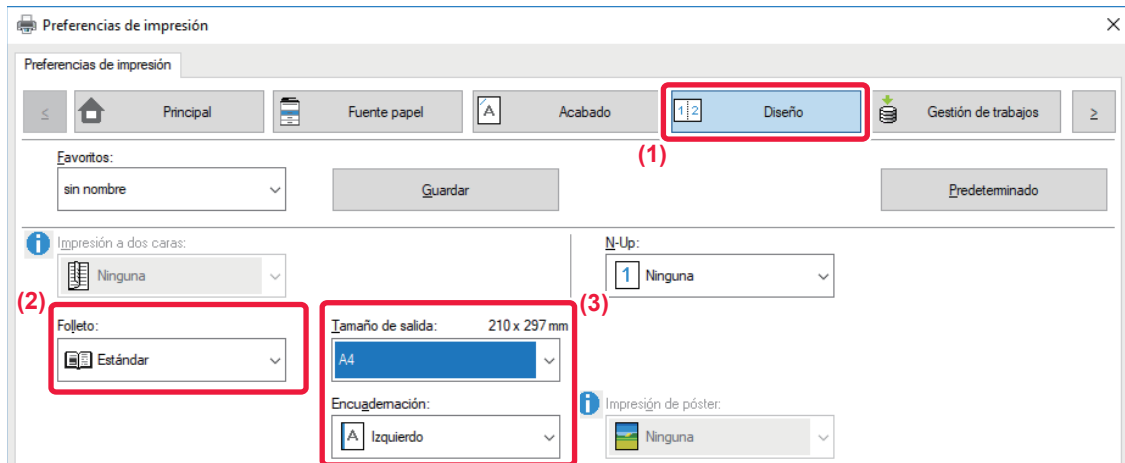 Preferencias de impresión
Preferencias de impresión
≤ Principal Fuente papel Acabado 1 2 Diseño Gestión de trabajos ≥
(1)
Favoritos:
sin nombre Guardar Predeterminado
Impresión a dos caras: N-Up:
Ninguna 1 Ninguna
(2) (3)
Folleto: Tamaño de salida: 210 x 297 mm
Estándar A4
Encuadernación: Impresión de póster:
A Izquierdo Ninguna